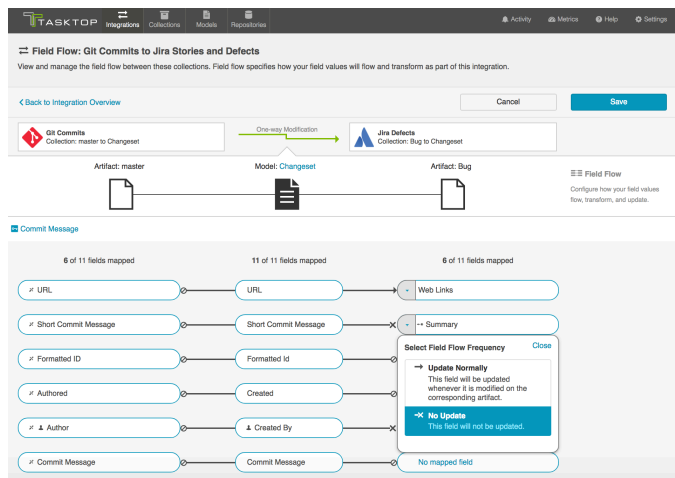 TASKTOP
Integrations
Collections
Models
Repositories
Activity
Metrics
Help
Settings
Field Flow: Git Commits to Jira Stories and Defects
View and manage the field flow between these collections. Field flow specifies how your field values will flow and transform as part of this integration.
Back to Integration Overview
Cancel
Save
Git Commits
Collection: master to Changeset
One-way Modification
Jira Defects
Collection: Bug to Changeset
Artifact: master
Model: Changeset
Artifact: Bug
Field Flow
Configure how your field values
flow, transform, and update.
Commit Message
6 of 11 fields mapped
11 of 11 fields mapped
6 of 11 fields mapped
URL
URL
Web Links
Short Commit Message
Short Commit Message
Summary
Select Field Flow Frequency
Close
Formatted ID
Formatted Id
Update Normally
This field will be updated
whenever it is modified on the
corresponding artifact.
Authored
Created
No Update
This field will not be updated.
Author
Created By
Commit Message
Commit Message
No mapped field